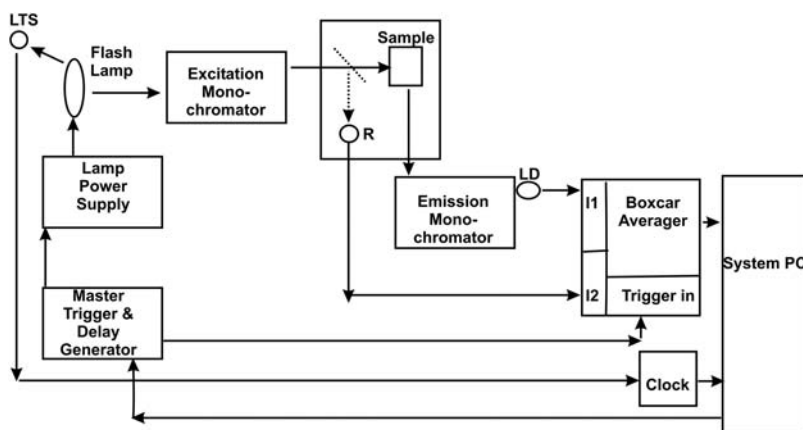 LTS
Flash
Lamp
Excitation
Mono-
chromator
Sample
R
Lamp
Power
Supply
LD
Emission
Mono-
chromator
I1
Boxcar
Averager
System PC
I2
Trigger in
Master
Trigger &
Delay
Generator
Clock